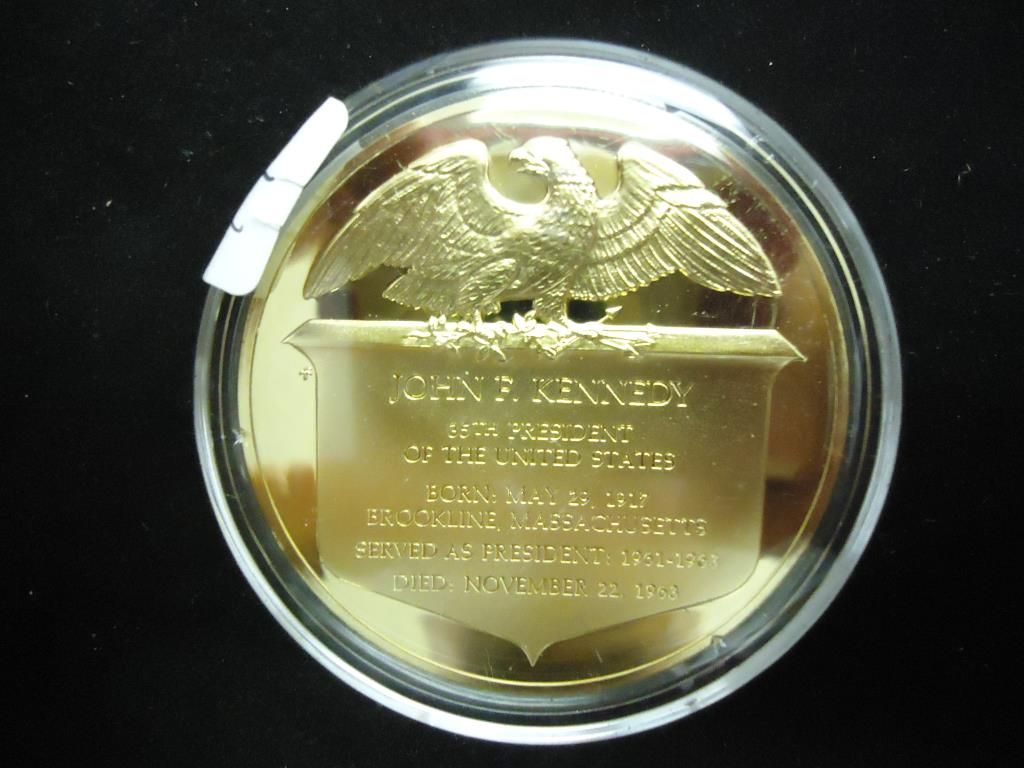 JOHN F. KENNEDY
35TH PRESIDENT
OF THE UNITED STATES
BORN: MAY 29, 1917
BROOKLINE, MASSACHUSETTS
SERVED AS PRESIDENT: 1961-1963
DIED: NOVEMBER 22, 1963